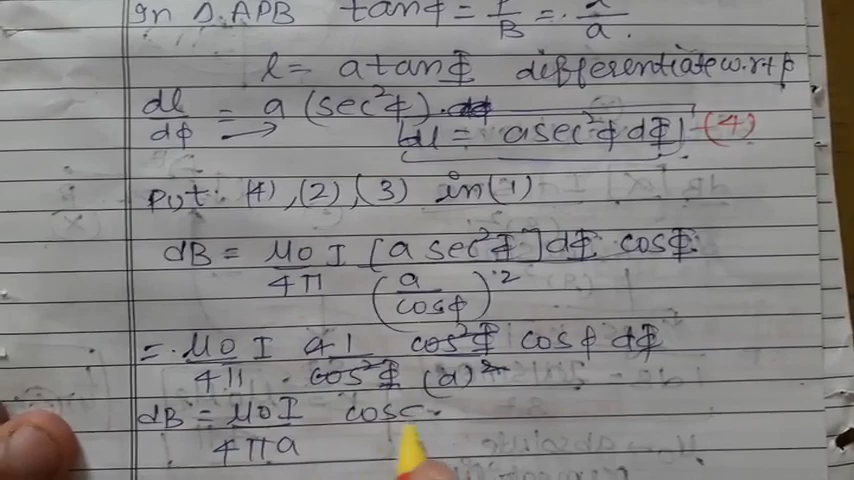 In Δ APB tanϕ = P/B = l/a.
l = a tanϕ differentiate w.r.t ϕ
dl/dϕ = a (sec²ϕ)
dl = a sec²ϕ dϕ -(4)
Put: (4), (2), (3) in (1)
dB = μ0 I [a sec²ϕ] dϕ cosϕ
4π (a/cosϕ)²
= μ0 I a1 cos²ϕ cosϕ dϕ
4π cos²ϕ (a)²
dB = μ0 I cos
4πa